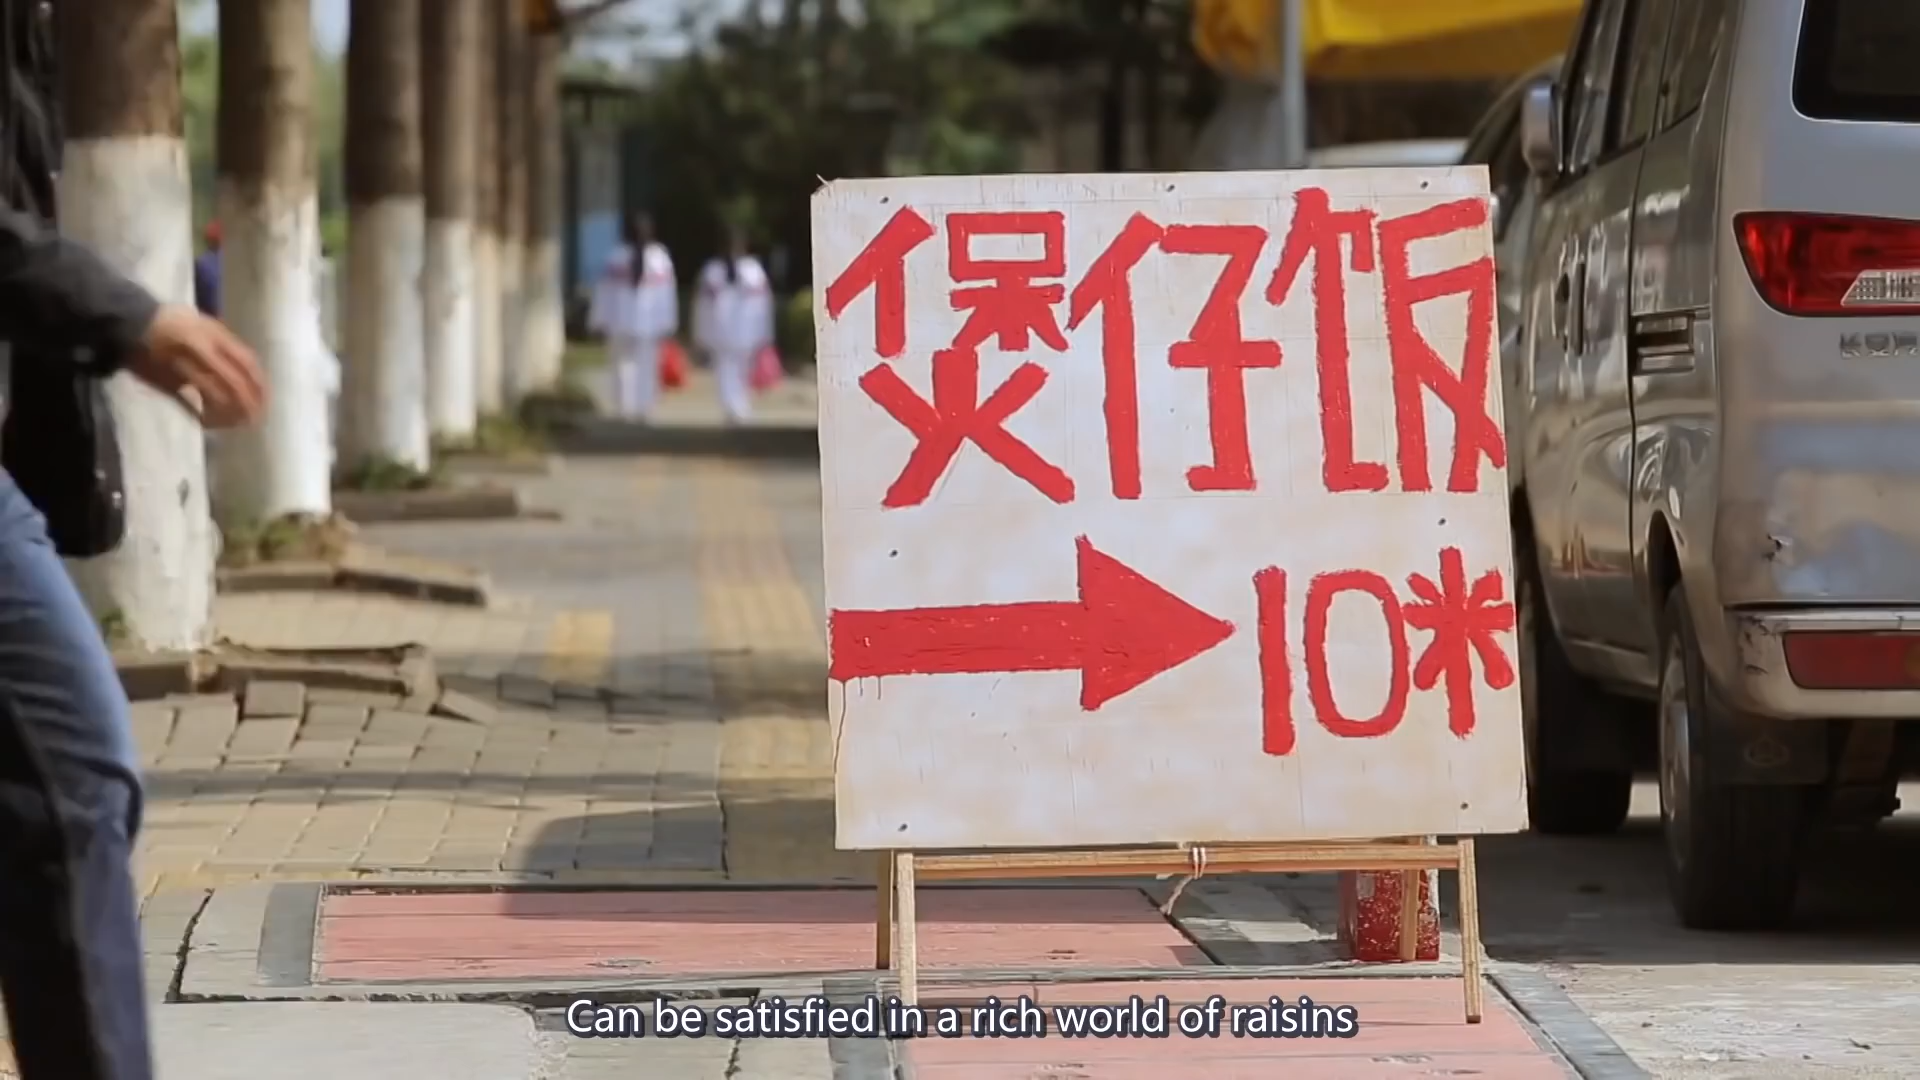 煲仔饭
10米
Can be satisfied in a rich world of raisins